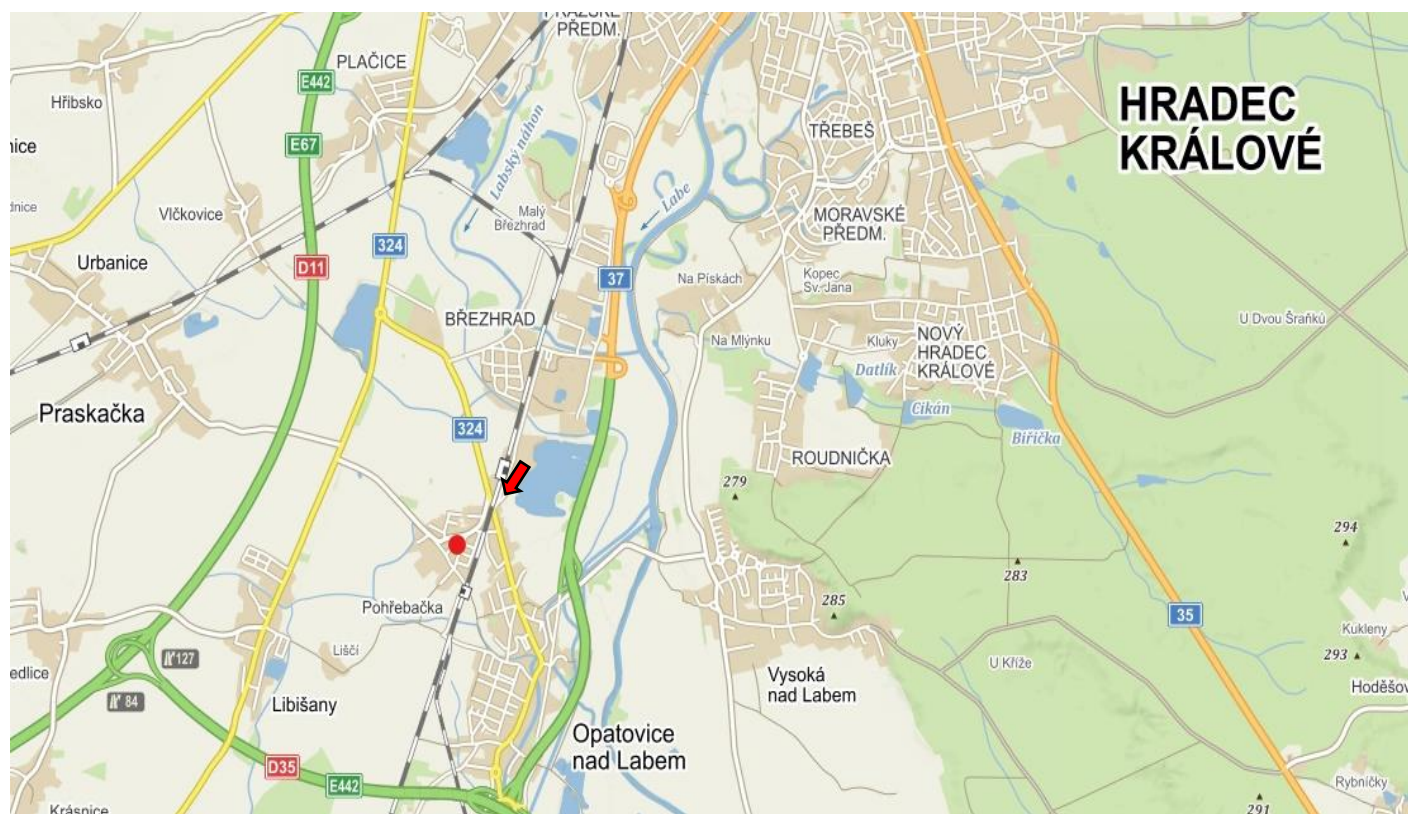 PRAŽSKÉ
PŘEDM.
PLAČICE
E442
Hřibsko
HRADEC
KRÁLOVÉ
Labský náhon
E67
TŘEBEŠ
nice
dnice
Labe
Vlčkovice
Malý
Březhrad
MORAVSKÉ
PŘEDM.
324
Urbanice
D11
37
Na Pískách
Kopec
Sv. Jana
BŘEZHRAD
U Dvou Šraňků
Na Mlýnku
Kluky
NOVÝ
HRADEC
KRÁLOVÉ
Datlík
Praskačka
Cikán
324
Biřička
ROUDNIČKA
279
294
283
Pohřebačka
285
35
Kukleny
Liščí
127
293
U Kříže
edlice
Vysoká
nad Labem
Hoděšov
84
Libišany
Opatovice
nad Labem
D35
E442
Rybníčky
Krásnice
291